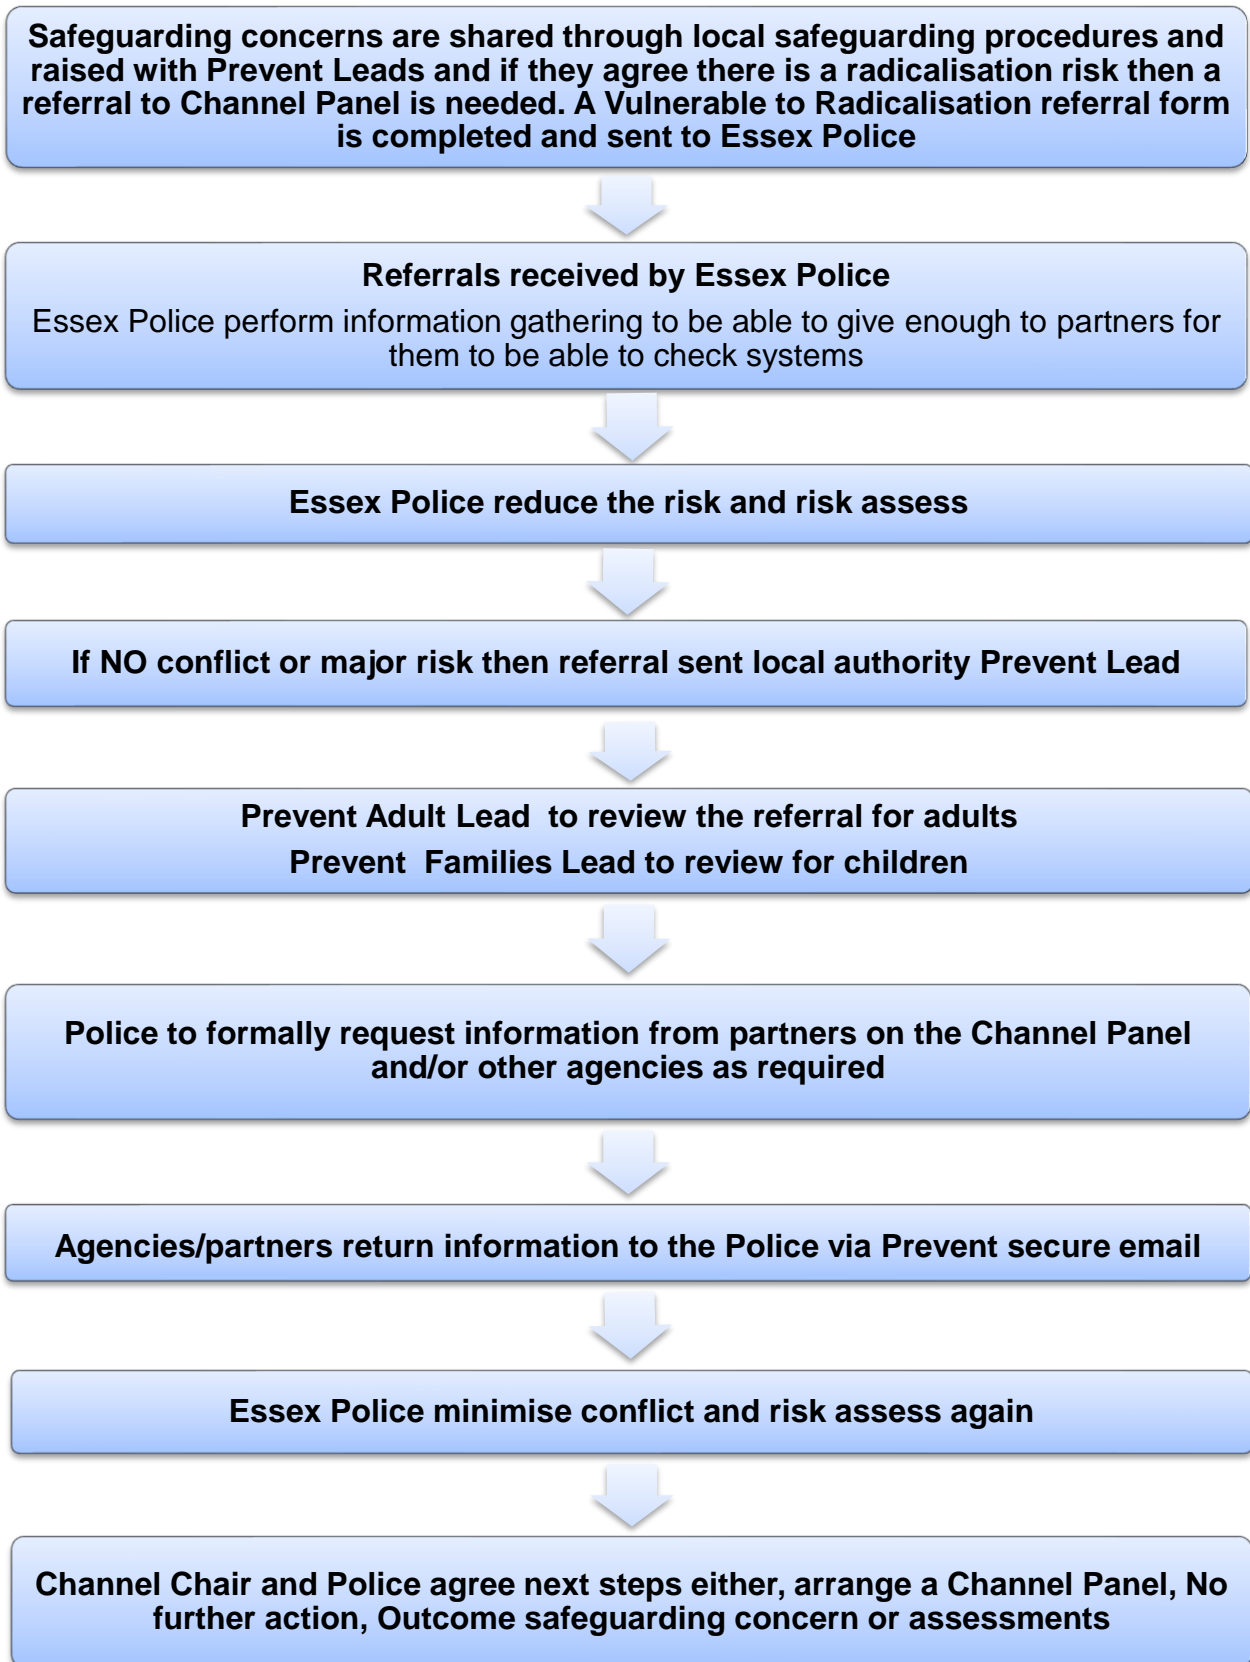 Safeguarding concerns are shared through local safeguarding procedures and
raised with Prevent Leads and if they agree there is a radicalisation risk then a
referral to Channel Panel is needed. A Vulnerable to Radicalisation referral form
is completed and sent to Essex Police
Referrals received by Essex Police
Essex Police perform information gathering to be able to give enough to partners for
them to be able to check systems
Essex Police reduce the risk and risk assess
If NO conflict or major risk then referral sent local authority Prevent Lead
Prevent Adult Lead to review the referral for adults
Prevent Families Lead to review for children
Police to formally request information from partners on the Channel Panel
and/or other agencies as required
Agencies/partners return information to the Police via Prevent secure email
Essex Police minimise conflict and risk assess again
Channel Chair and Police agree next steps either, arrange a Channel Panel, No
further action, Outcome safeguarding concern or assessments